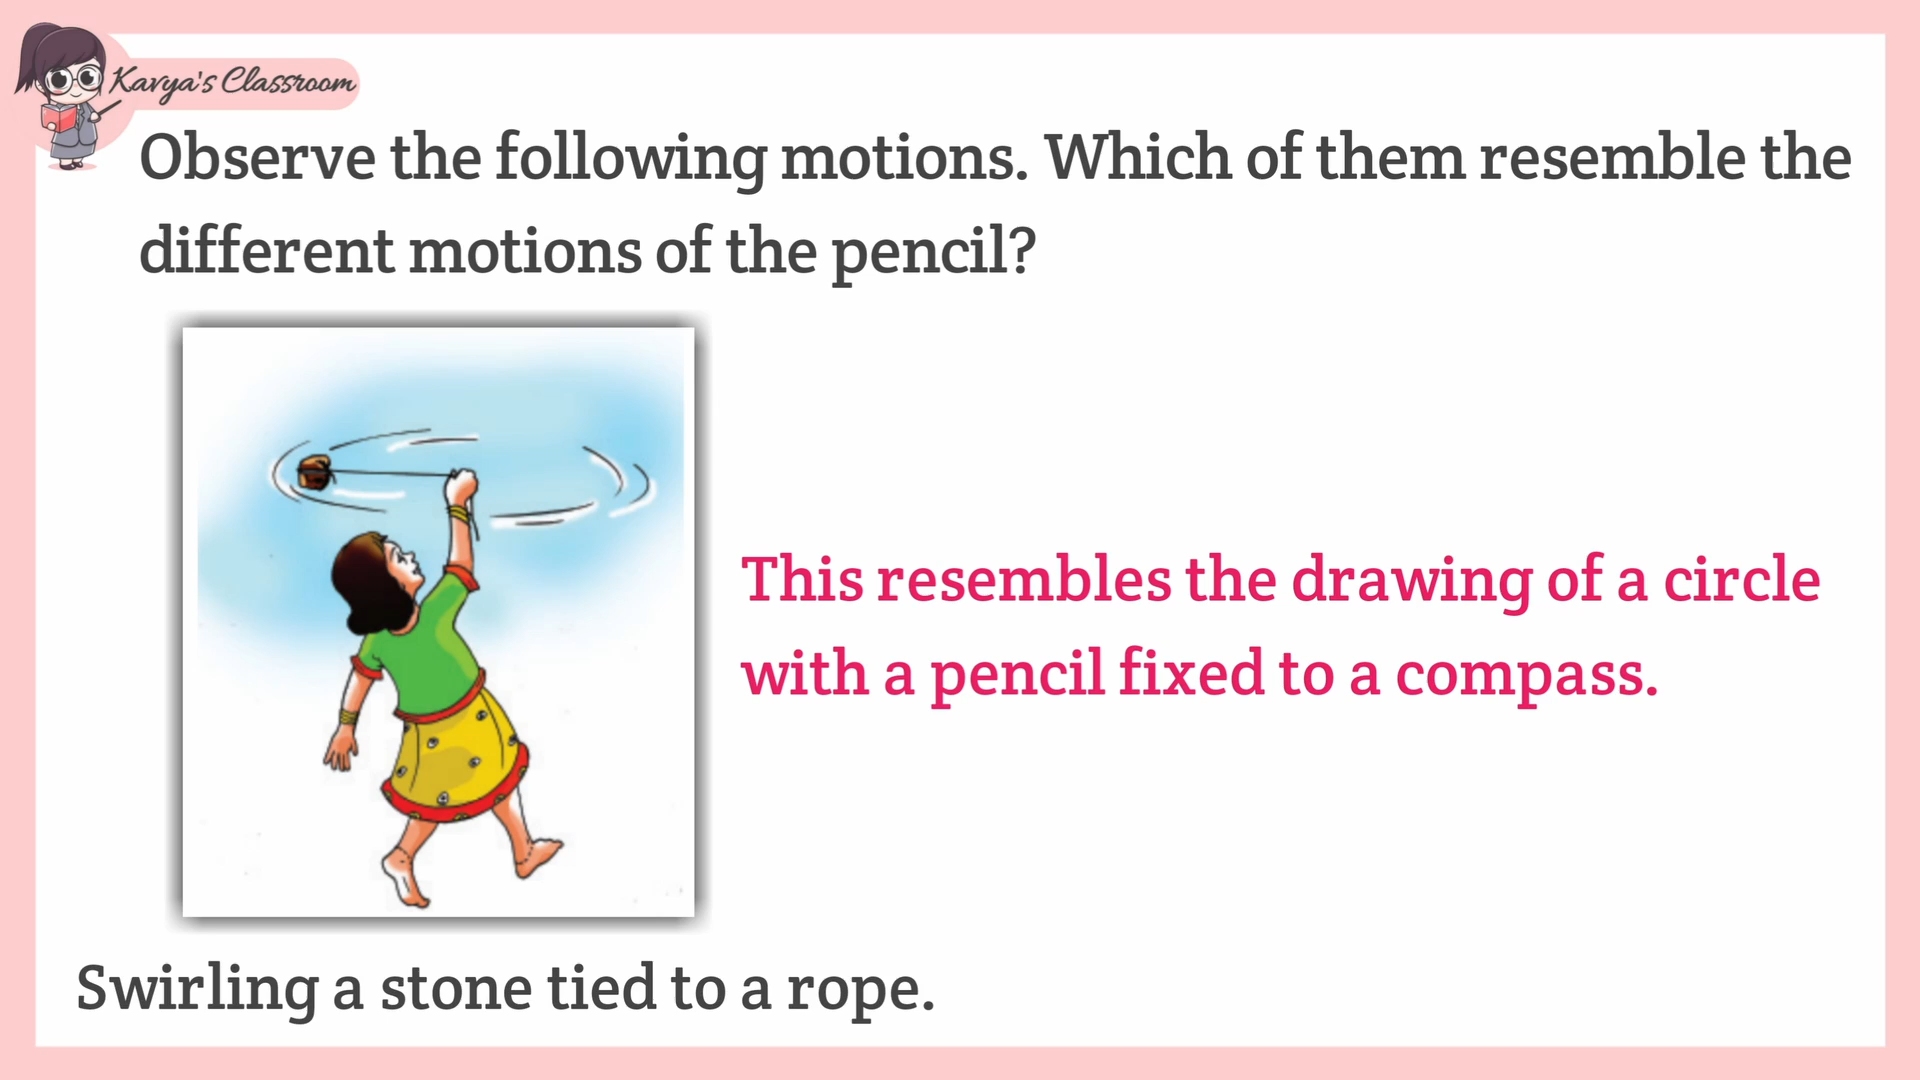 Kavya's Classroom
Observe the following motions. Which of them resemble the
different motions of the pencil?
This resembles the drawing of a circle
with a pencil fixed to a compass.
Swirling a stone tied to a rope.